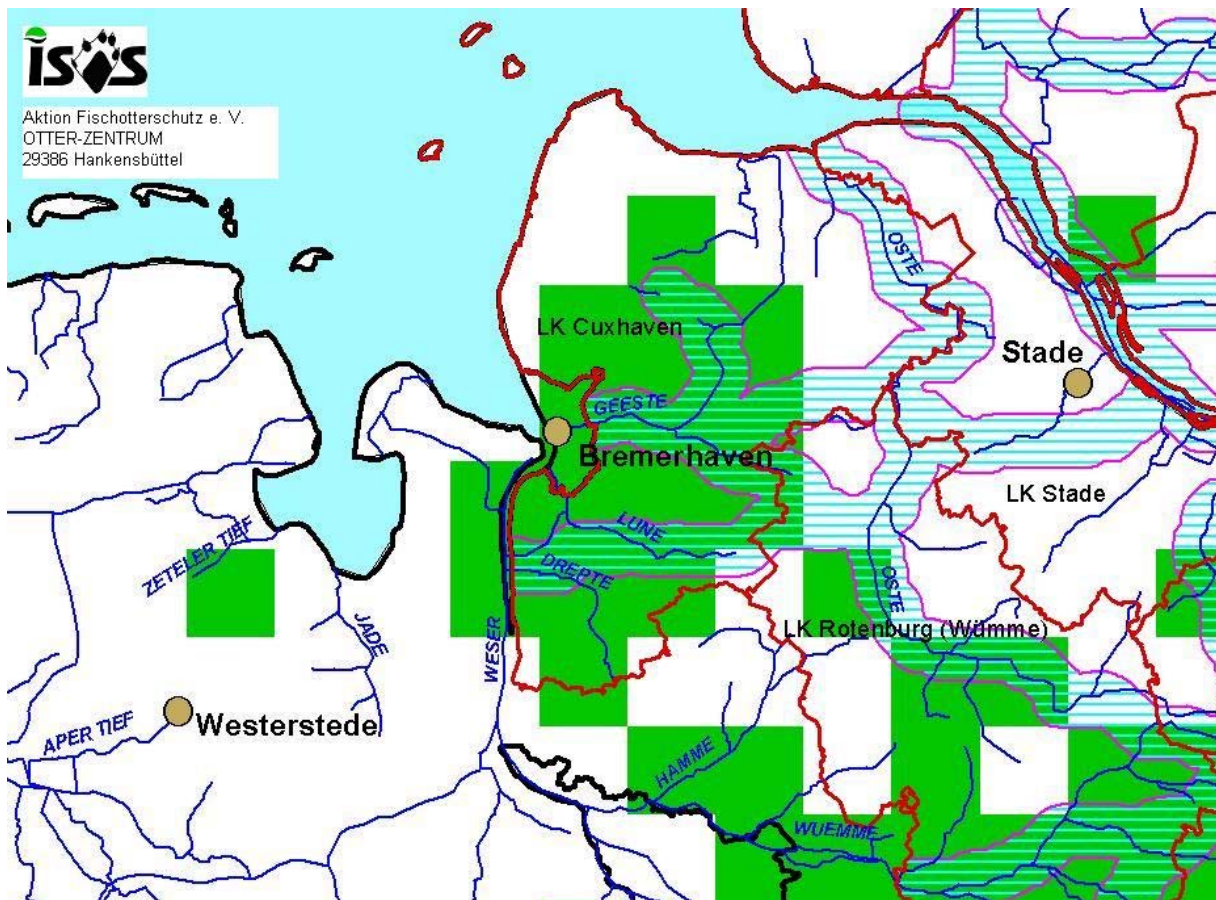 ISOS
Aktion Fischotterschutz e. V.
OTTER-ZENTRUM
29386 Hankensbüttel
OSTE
LK Cuxhaven
Stade
GEESTE
Bremerhaven
LK Stade
LUNE
ZETELER TIEF
DREPTE
OSTE
JADE
WESER
LK Rotenburg (Wümme)
Westerstede
APER TIEF
HAMME
WUEMME